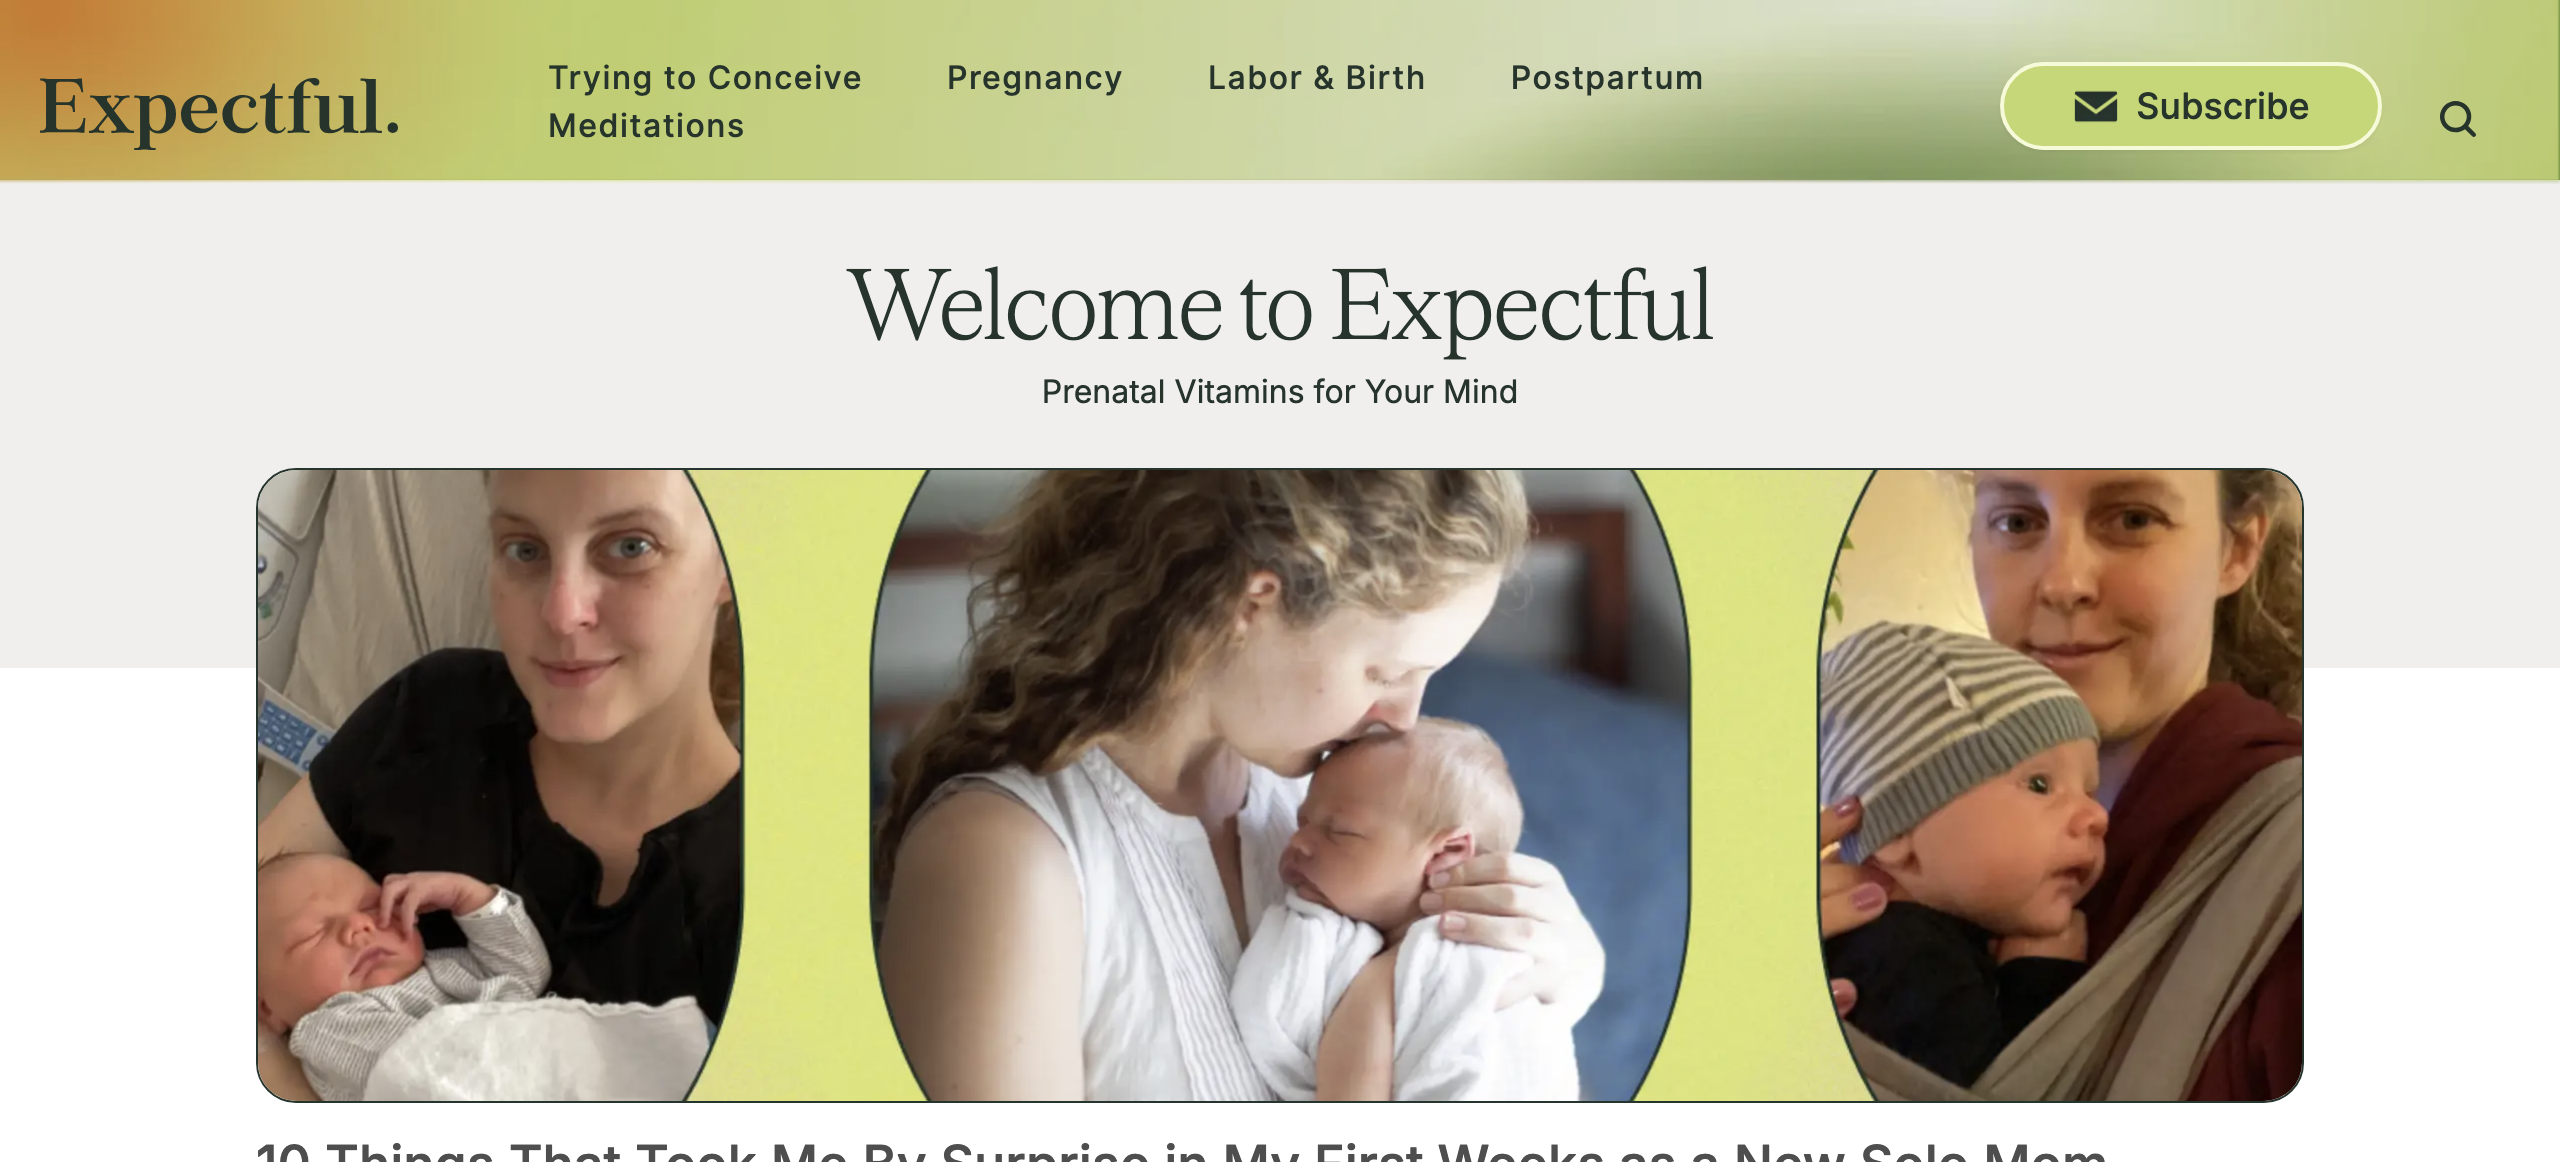 Expectful.
Trying to Conceive
Pregnancy
Labor & Birth
Postpartum
Meditations
Subscribe
Welcome to Expectful
Prenatal Vitamins for Your Mind
10 Things That Took Me By Surprise in My First Weeks as a New Solo Mom